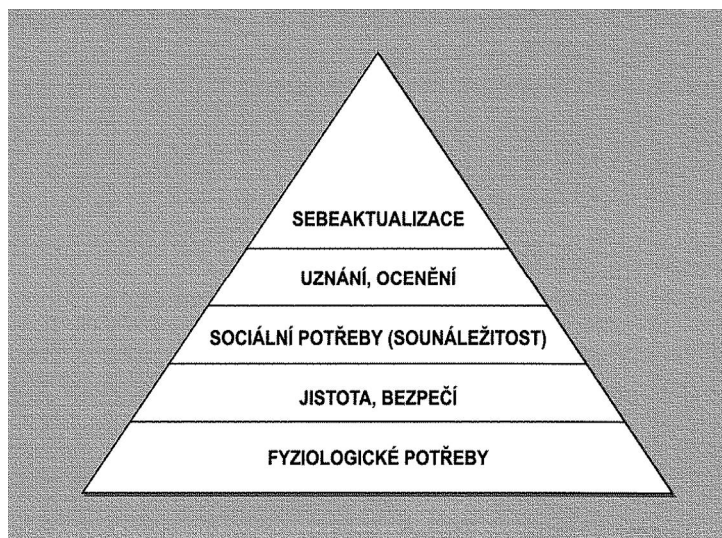 SEBEAKTUALIZACE
UZNÁNÍ, OCENĚNÍ
SOCIÁLNÍ POTŘEBY (SOUNÁLEŽITOST)
JISTOTA, BEZPEČÍ
FYZIOLOGICKÉ POTŘEBY